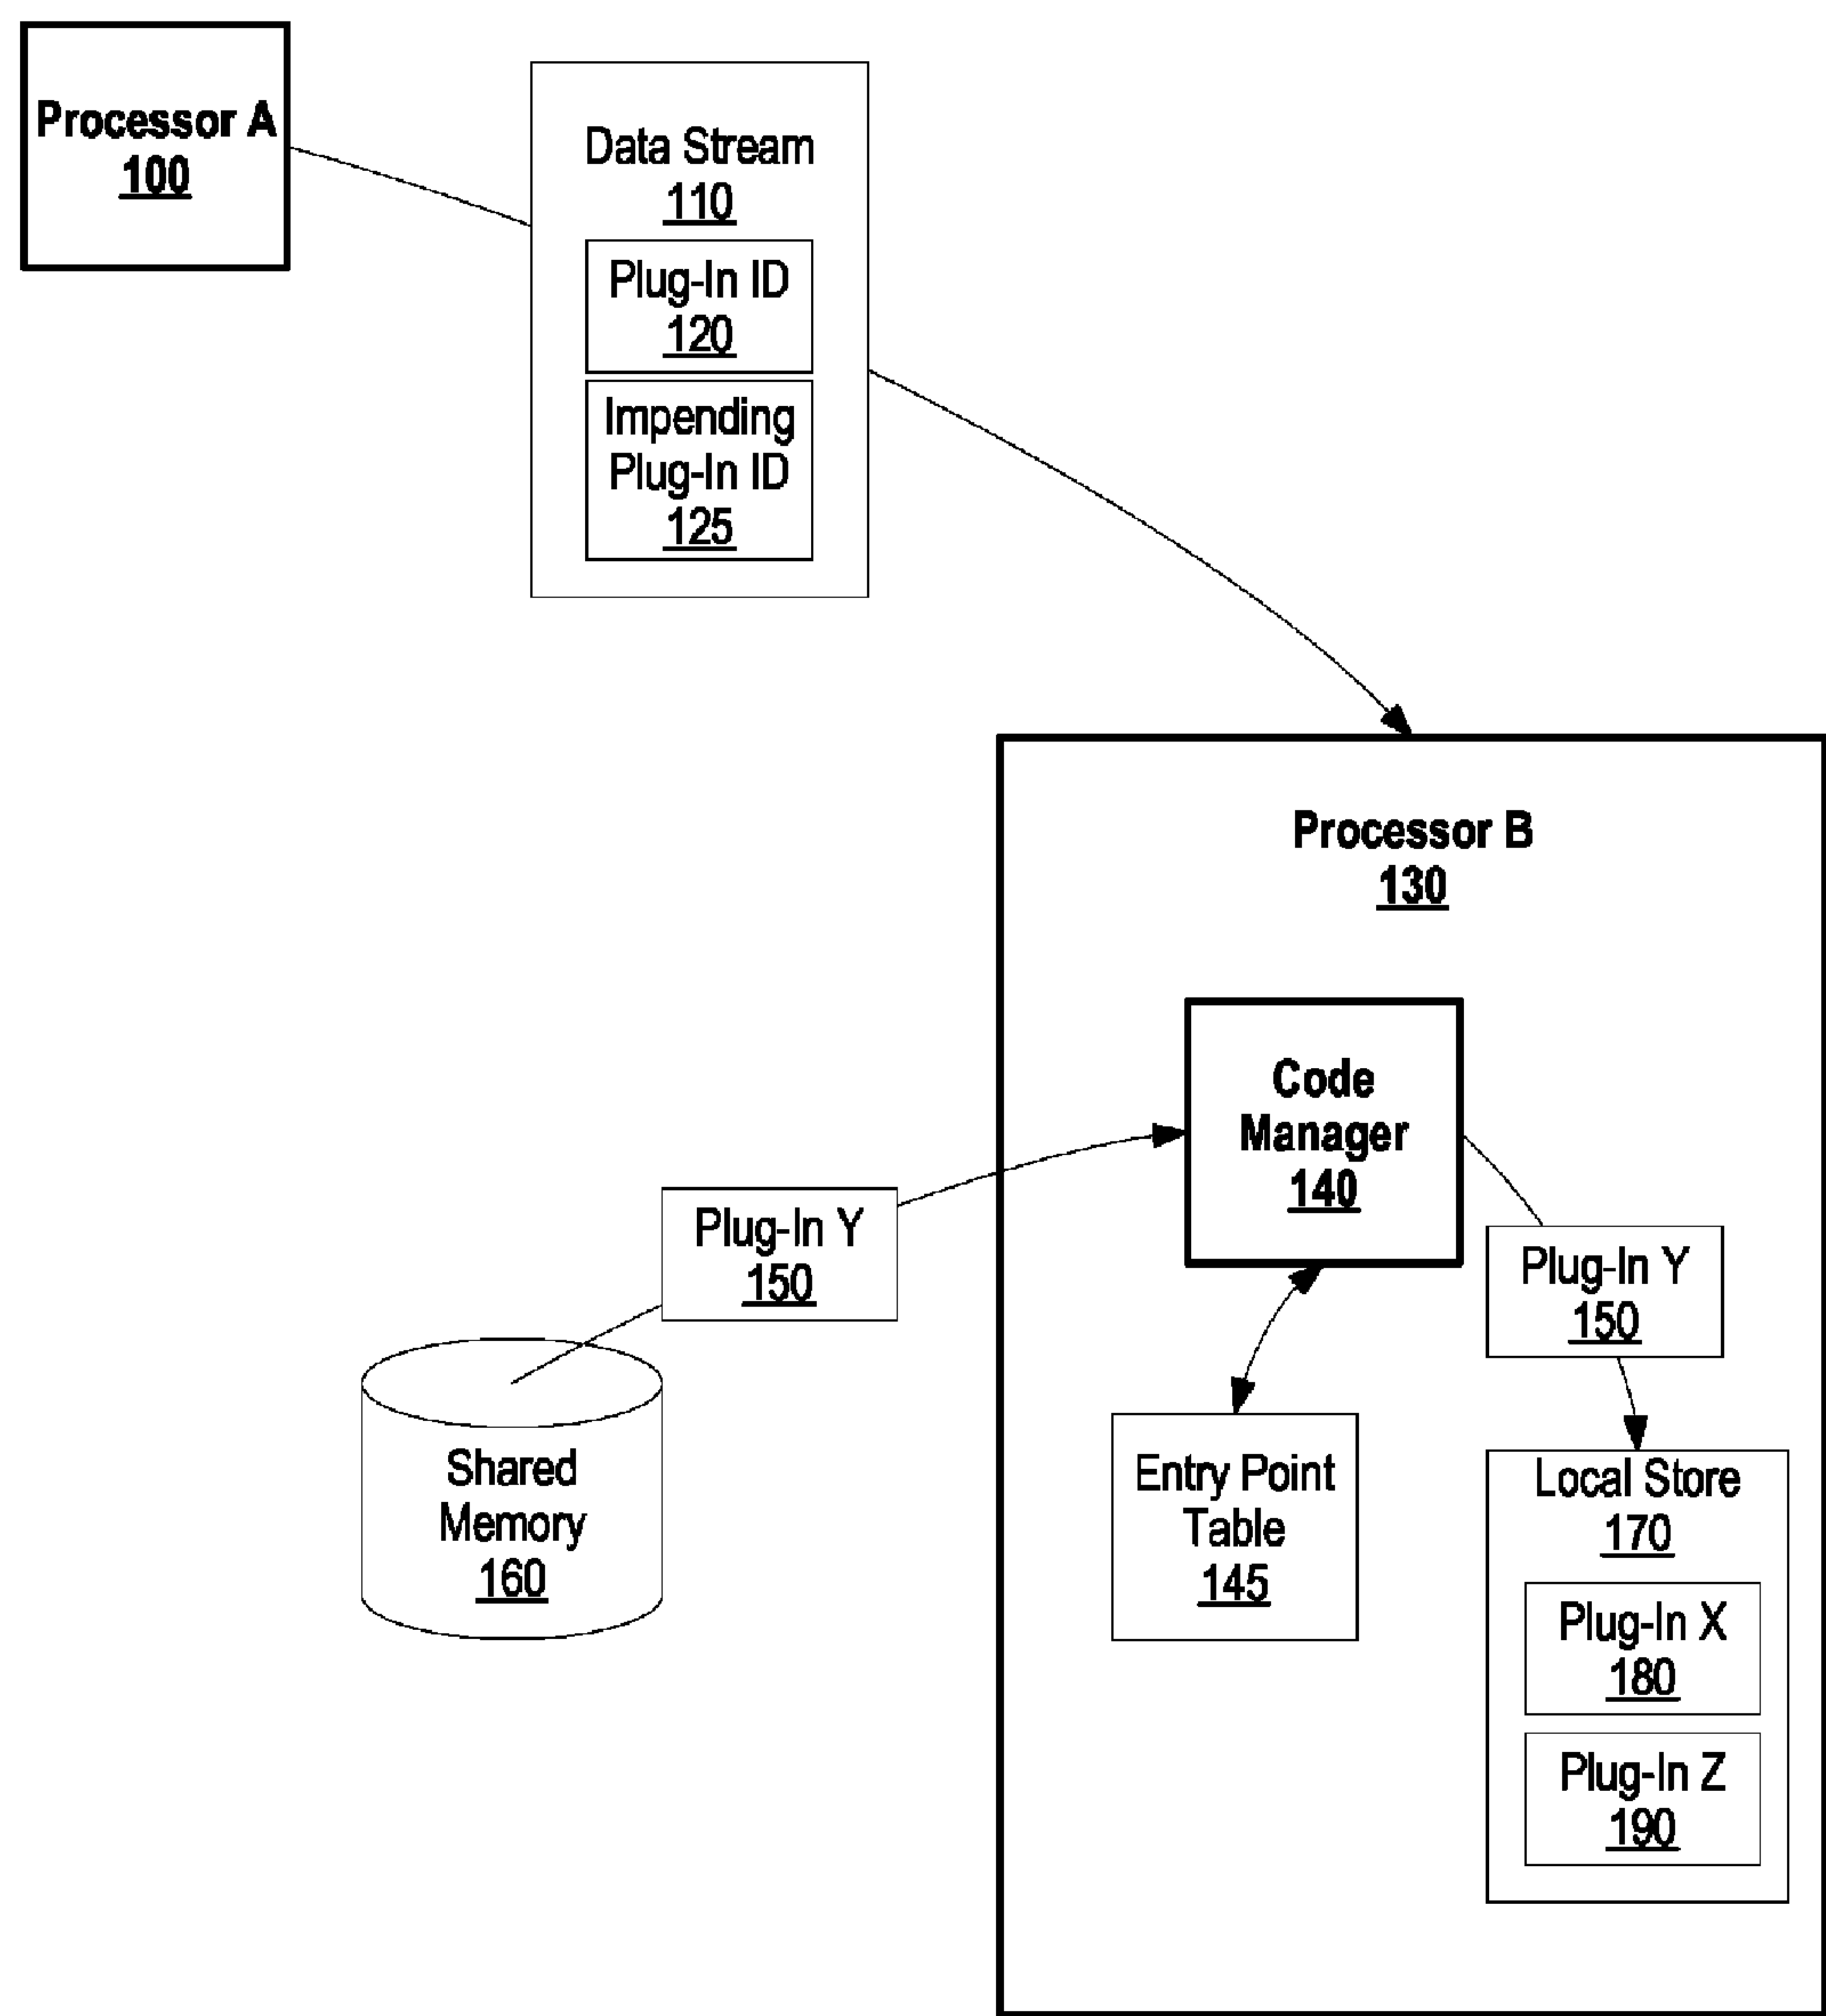 Processor A
100
Data Stream
110
Plug-In ID
120
Impending
Plug-In ID
125
Processor B
130
Code
Manager
140
Plug-In Y
150
Plug-In Y
150
Shared
Memory
160
Entry Point
Table
145
Local Store
170
Plug-In X
180
Plug-In Z
190